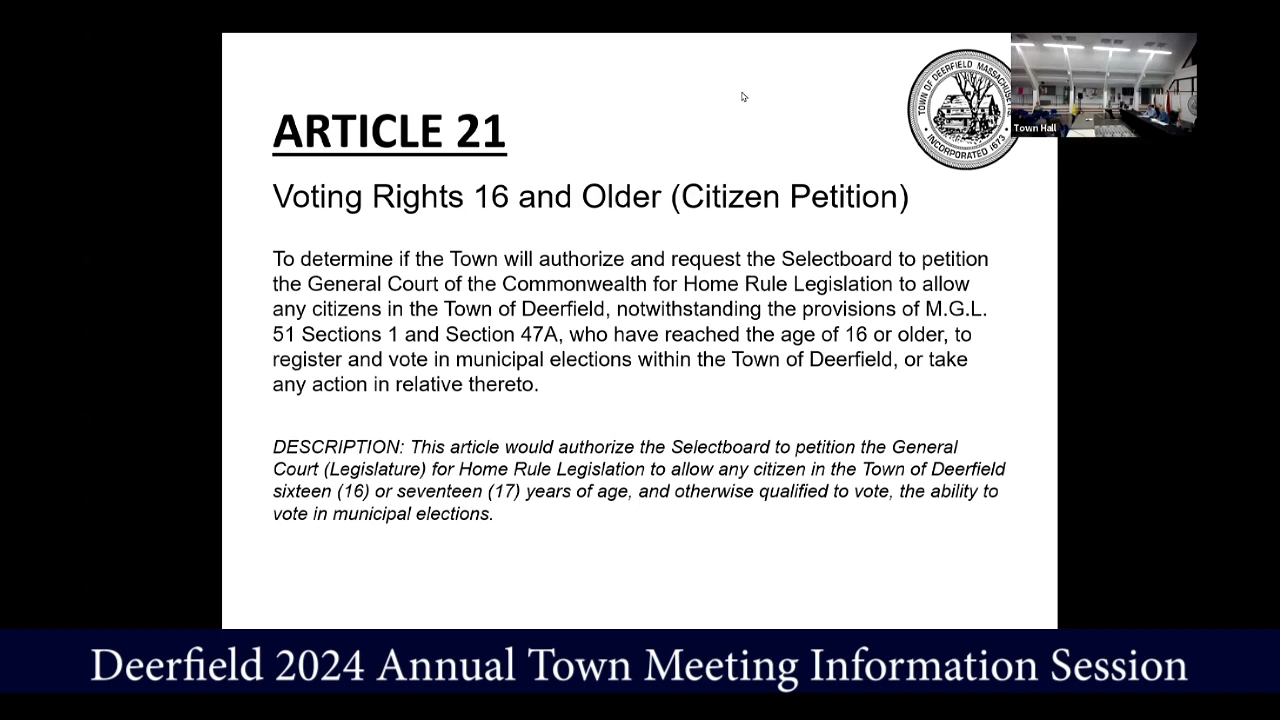 TOWN OF DEERFIELD MASSACHUS
INCORPORATED 1673
Town Hall
ARTICLE 21
Voting Rights 16 and Older (Citizen Petition)
To determine if the Town will authorize and request the Selectboard to petition
the General Court of the Commonwealth for Home Rule Legislation to allow
any citizens in the Town of Deerfield, notwithstanding the provisions of M.G.L.
51 Sections 1 and Section 47A, who have reached the age of 16 or older, to
register and vote in municipal elections within the Town of Deerfield, or take
any action in relative thereto.
DESCRIPTION: This article would authorize the Selectboard to petition the General
Court (Legislature) for Home Rule Legislation to allow any citizen in the Town of Deerfield
sixteen (16) or seventeen (17) years of age, and otherwise qualified to vote, the ability to
vote in municipal elections.
Deerfield 2024 Annual Town Meeting Information Session